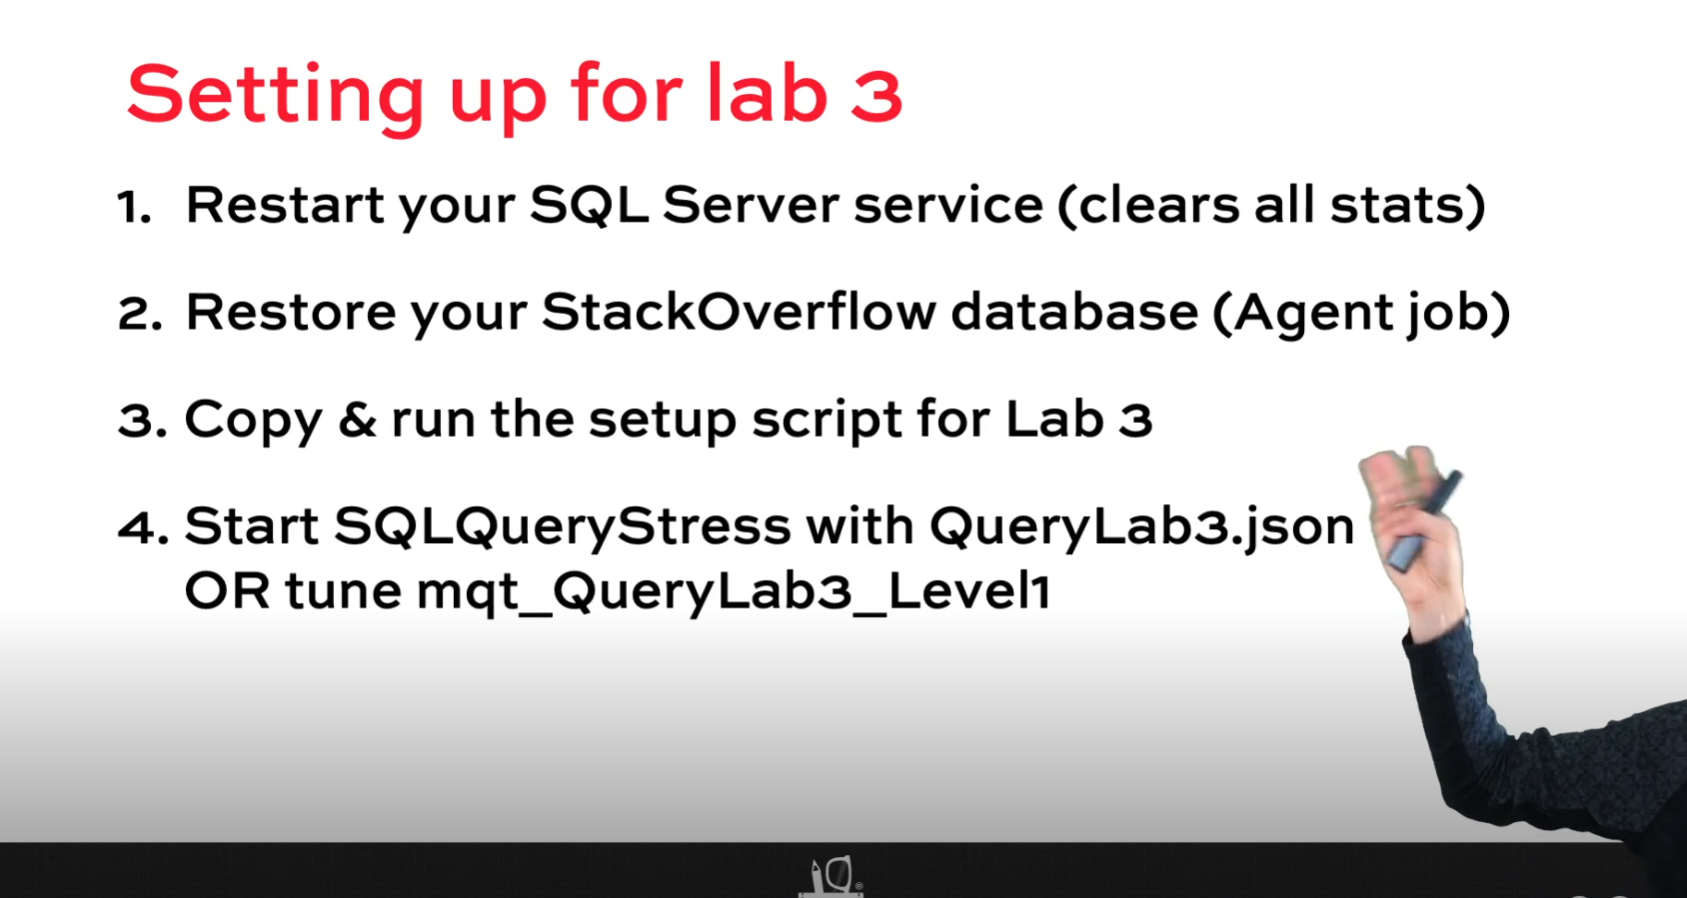 Setting up for lab 3
1. Restart your SQL Server service (clears all stats)
2. Restore your StackOverflow database (Agent job)
3. Copy & run the setup script for Lab 3
4. Start SQLQueryStress with QueryLab3.json
OR tune mqt_QueryLab3_Level1